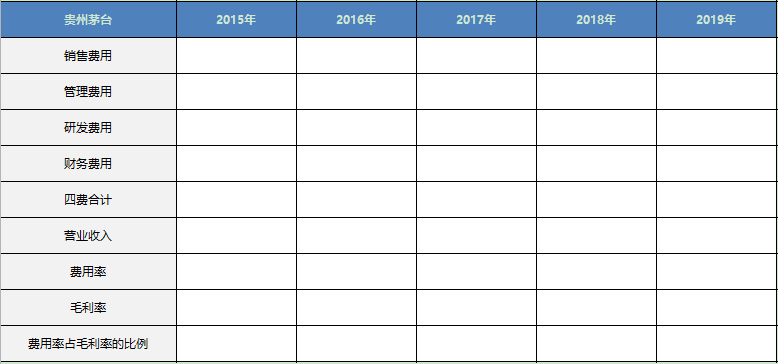 贵州茅台 2015年 2016年 2017年 2018年 2019年
销售费用
管理费用
研发费用
财务费用
四费合计
营业收入
费用率
毛利率
费用率占毛利率的比例